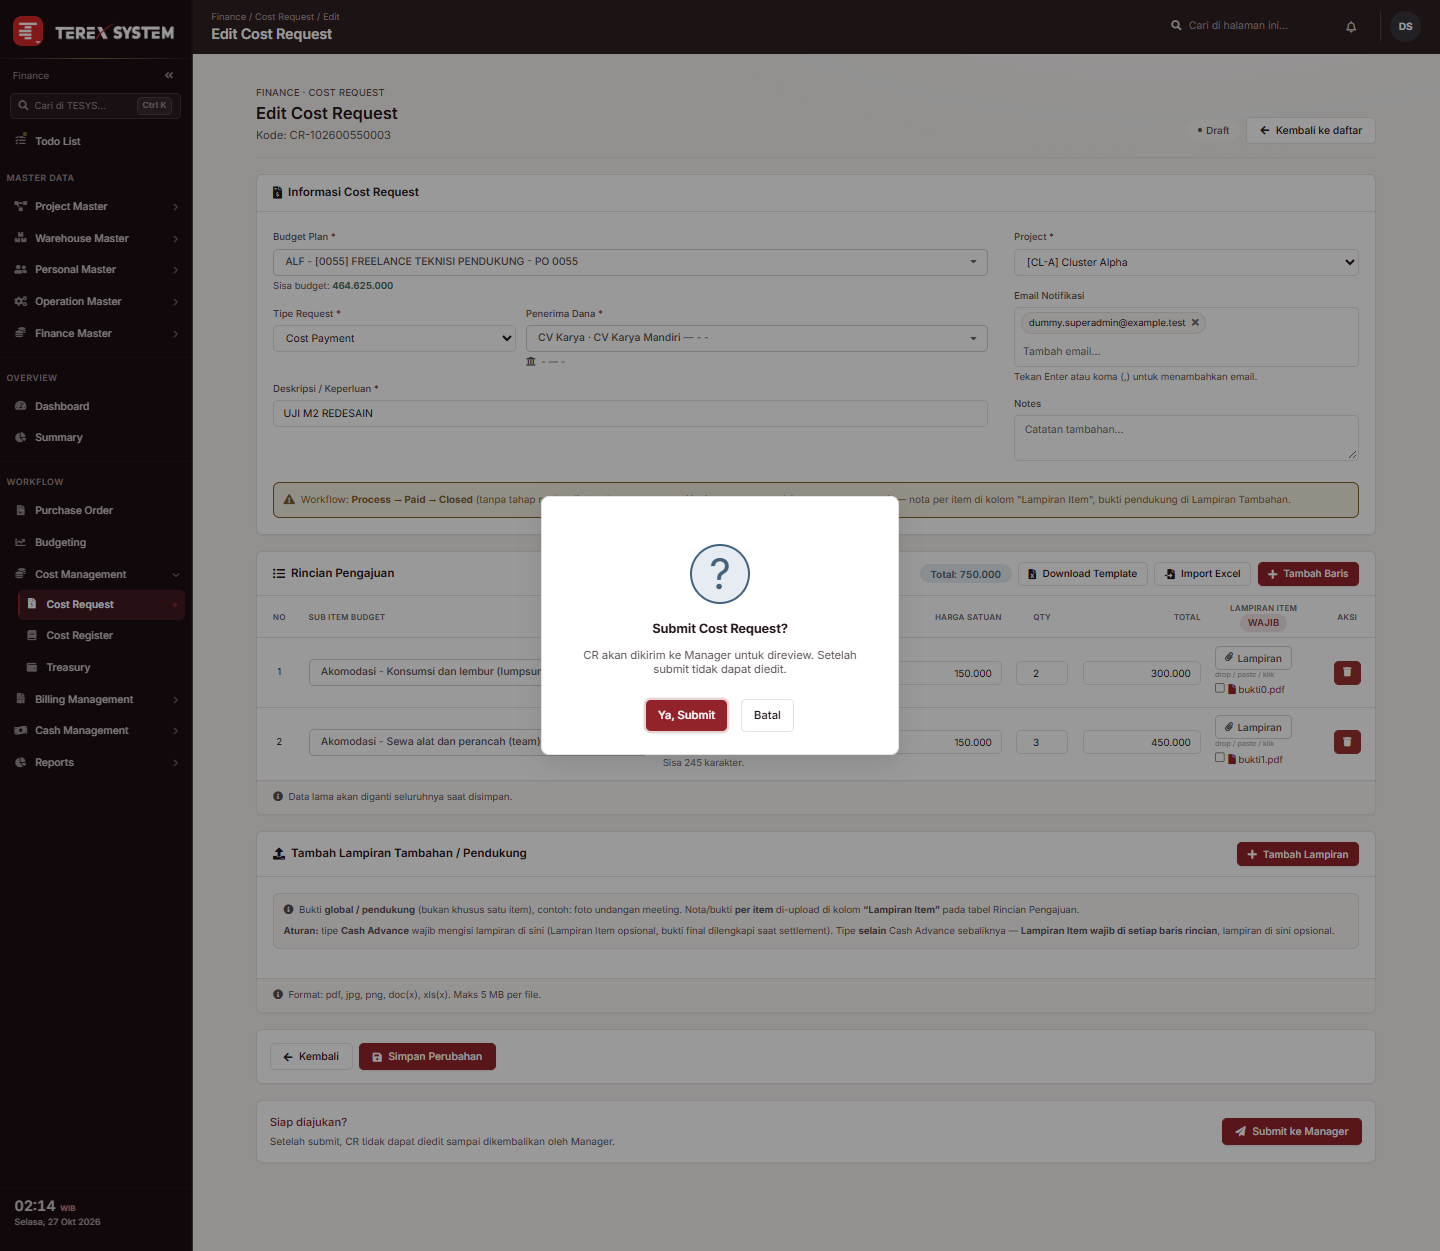 TEREX SYSTEM
Finance
Cari di TESYS...
Ctrl K
Todo List
MASTER DATA
Project Master
Warehouse Master
Personal Master
Operation Master
Finance Master
OVERVIEW
Dashboard
Summary
WORKFLOW
Purchase Order
Budgeting
Cost Management
Cost Request
Cost Register
Treasury
Billing Management
Cash Management
Reports
02:14 WIB
Selasa, 27 Okt 2026
Finance / Cost Request / Edit
Edit Cost Request
Cari di halaman ini...
DS
FINANCE · COST REQUEST
Edit Cost Request
Kode: CR-102600550003
Draft
Kembali ke daftar
Informasi Cost Request
Budget Plan *
ALF - [0055] FREELANCE TEKNISI PENDUKUNG - PO 0055
Sisa budget: 464.625.000
Tipe Request *
Cost Payment
Penerima Dana *
CV Karya · CV Karya Mandiri — - -
- — -
Deskripsi / Keperluan *
UJI M2 REDESAIN
Project *
[CL-A] Cluster Alpha
Email Notifikasi
dummy.superadmin@example.test
Tambah email...
Tekan Enter atau koma (,) untuk menambahkan email.
Notes
Catatan tambahan...
Workflow: Process → Paid → Closed (tanpa tahap — nota per item di kolom "Lampiran Item", bukti pendukung di Lampiran Tambahan.
Rincian Pengajuan
Total: 750.000
Download Template
Import Excel
Tambah Baris
NO
SUB ITEM BUDGET
HARGA SATUAN
QTY
TOTAL
LAMPIRAN ITEM
WAJIB
AKSI
1
Akomodasi - Konsumsi dan lembur (lumpsu
150.000
2
300.000
Lampiran
drop / paste / klik
bukti0.pdf
2
Akomodasi - Sewa alat dan perancah (team)
Sisa 245 karakter.
150.000
3
450.000
Lampiran
drop / paste / klik
bukti1.pdf
Data lama akan diganti seluruhnya saat disimpan.
Submit Cost Request?
CR akan dikirim ke Manager untuk direview. Setelah
submit tidak dapat diedit.
Ya, Submit
Batal
Tambah Lampiran Tambahan / Pendukung
Tambah Lampiran
Bukti global / pendukung (bukan khusus satu item), contoh: foto undangan meeting. Nota/bukti per item di-upload di kolom “Lampiran Item” pada tabel Rincian Pengajuan.
Aturan: tipe Cash Advance wajib mengisi lampiran di sini (Lampiran Item opsional, bukti final dilengkapi saat settlement). Tipe selain Cash Advance sebaliknya — Lampiran Item wajib di setiap baris rincian, lampiran di sini opsional.
Format: pdf, jpg, png, doc(x), xls(x). Maks 5 MB per file.
Kembali
Simpan Perubahan
Siap diajukan?
Setelah submit, CR tidak dapat diedit sampai dikembalikan oleh Manager.
Submit ke Manager